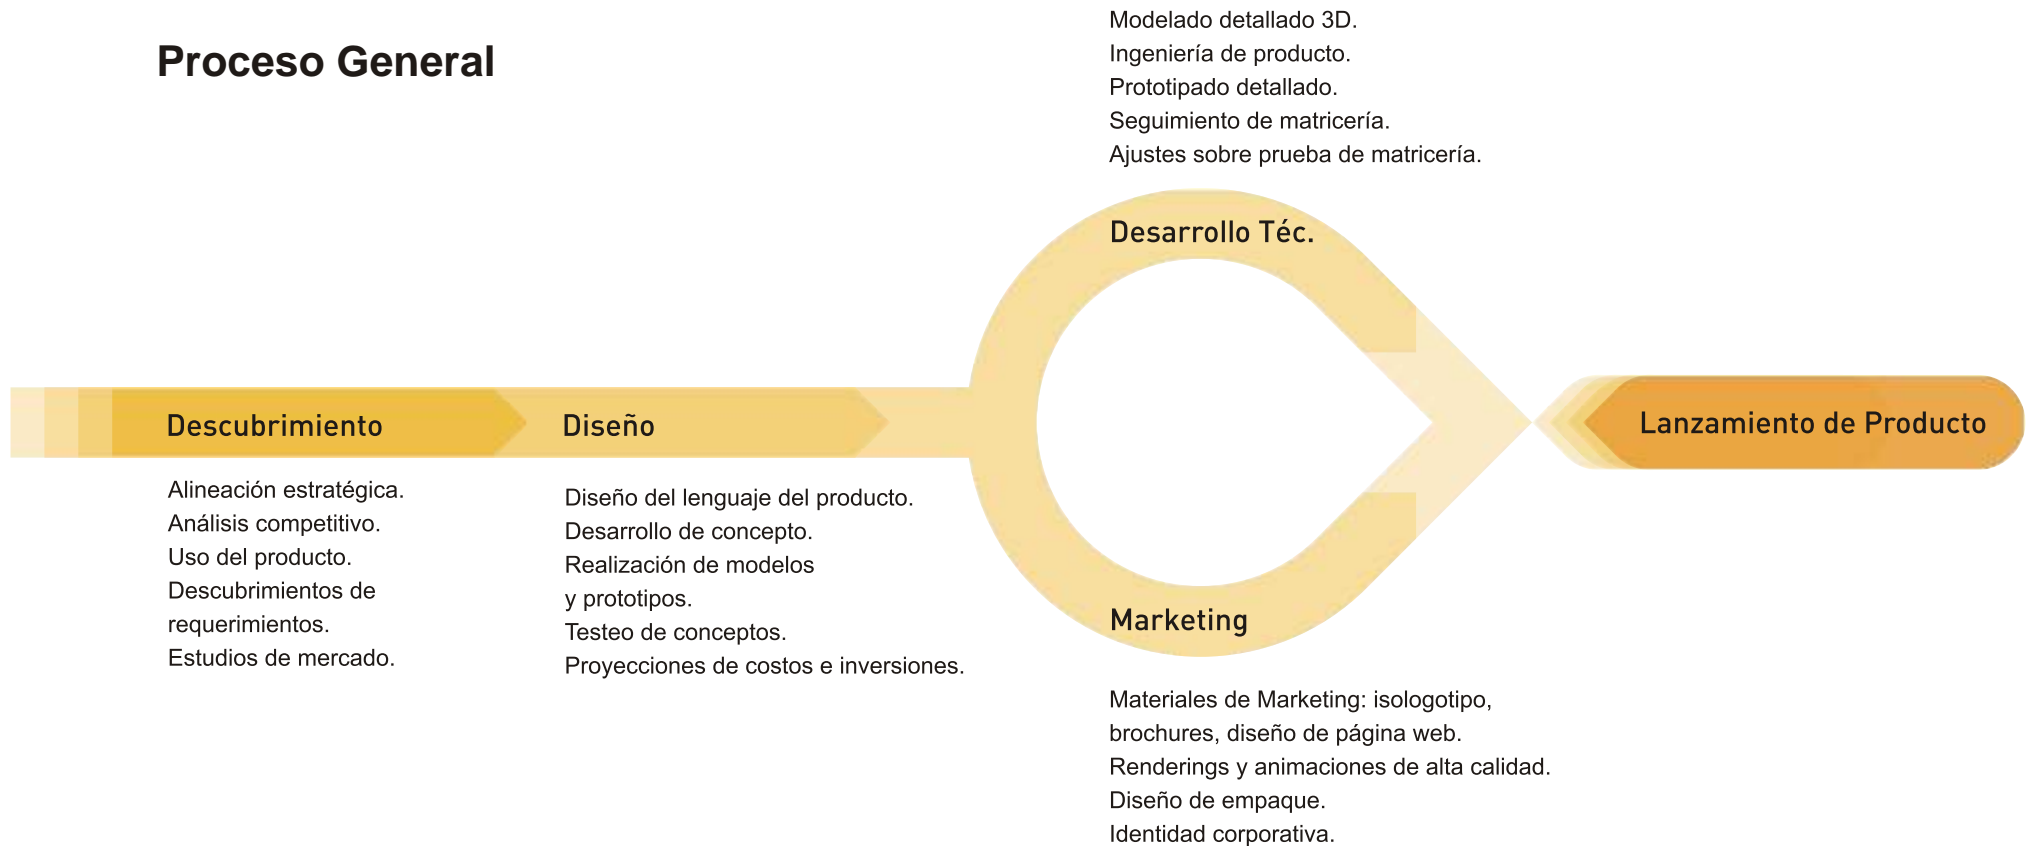 Proceso General
Modelado detallado 3D.
Ingeniería de producto.
Prototipado detallado.
Seguimiento de matricería.
Ajustes sobre prueba de matricería.
Desarrollo Téc.
Descubrimiento
Alineación estratégica.
Análisis competitivo.
Uso del producto.
Descubrimientos de
requerimientos.
Estudios de mercado.
Diseño
Diseño del lenguaje del producto.
Desarrollo de concepto.
Realización de modelos
y prototipos.
Testeo de conceptos.
Proyecciones de costos e inversiones.
Marketing
Materiales de Marketing: isologotipo,
brochures, diseño de página web.
Renderings y animaciones de alta calidad.
Diseño de empaque.
Identidad corporativa.
Lanzamiento de Producto